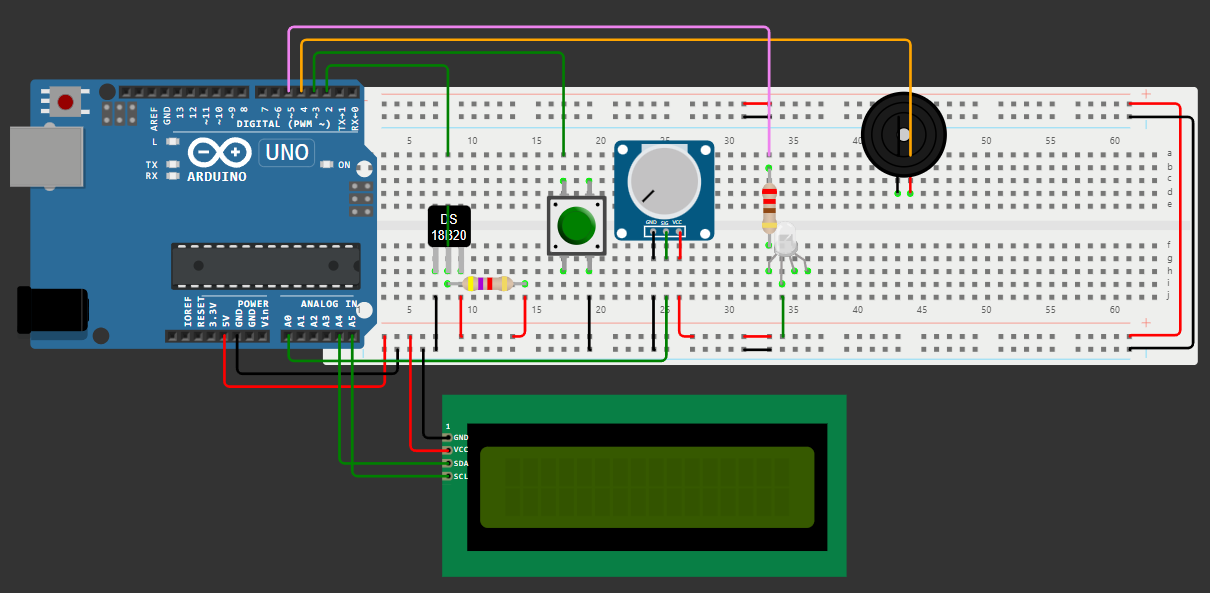 AREF
GND
13
12
~11
~10
~9
8
7
~6
~5
4
~3
2
TX→1
RX←0
DIGITAL (PWM ~)
L
TX
RX
UNO
ARDUINO
ON
IOREF
RESET
3.3V
5V
GND
GND
Vin
POWER
ANALOG IN
A0
A1
A2
A3
A4
A5
5
10
15
20
25
30
35
40
45
50
55
60
a
b
c
d
e
f
g
h
i
j
1
5
10
15
20
25
30
35
40
45
50
55
60
DS
18B20
GND SIG VCC
1
GND
VCC
SDA
SCL